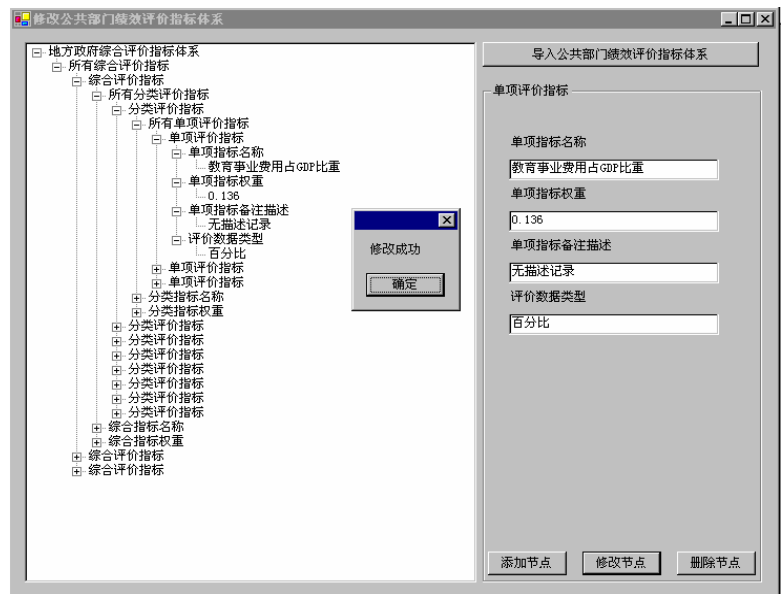 修改公共部门绩效评价指标体系
地方政府综合评价指标体系
所有综合评价指标
综合评价指标
所有分类评价指标
分类评价指标
所有单项评价指标
单项评价指标
单项指标名称
教育事业费用占GDP比重
单项指标权重
0.136
单项指标备注描述
无描述记录
评价数据类型
百分比
单项评价指标
单项评价指标
分类指标名称
分类指标权重
分类评价指标
分类评价指标
分类评价指标
分类评价指标
分类评价指标
分类评价指标
分类评价指标
综合指标名称
综合指标权重
综合评价指标
综合评价指标
修改成功
确定
导入公共部门绩效评价指标体系
单项评价指标
单项指标名称
教育事业费用占GDP比重
单项指标权重
0.136
单项指标备注描述
无描述记录
评价数据类型
百分比
添加节点
修改节点
删除节点